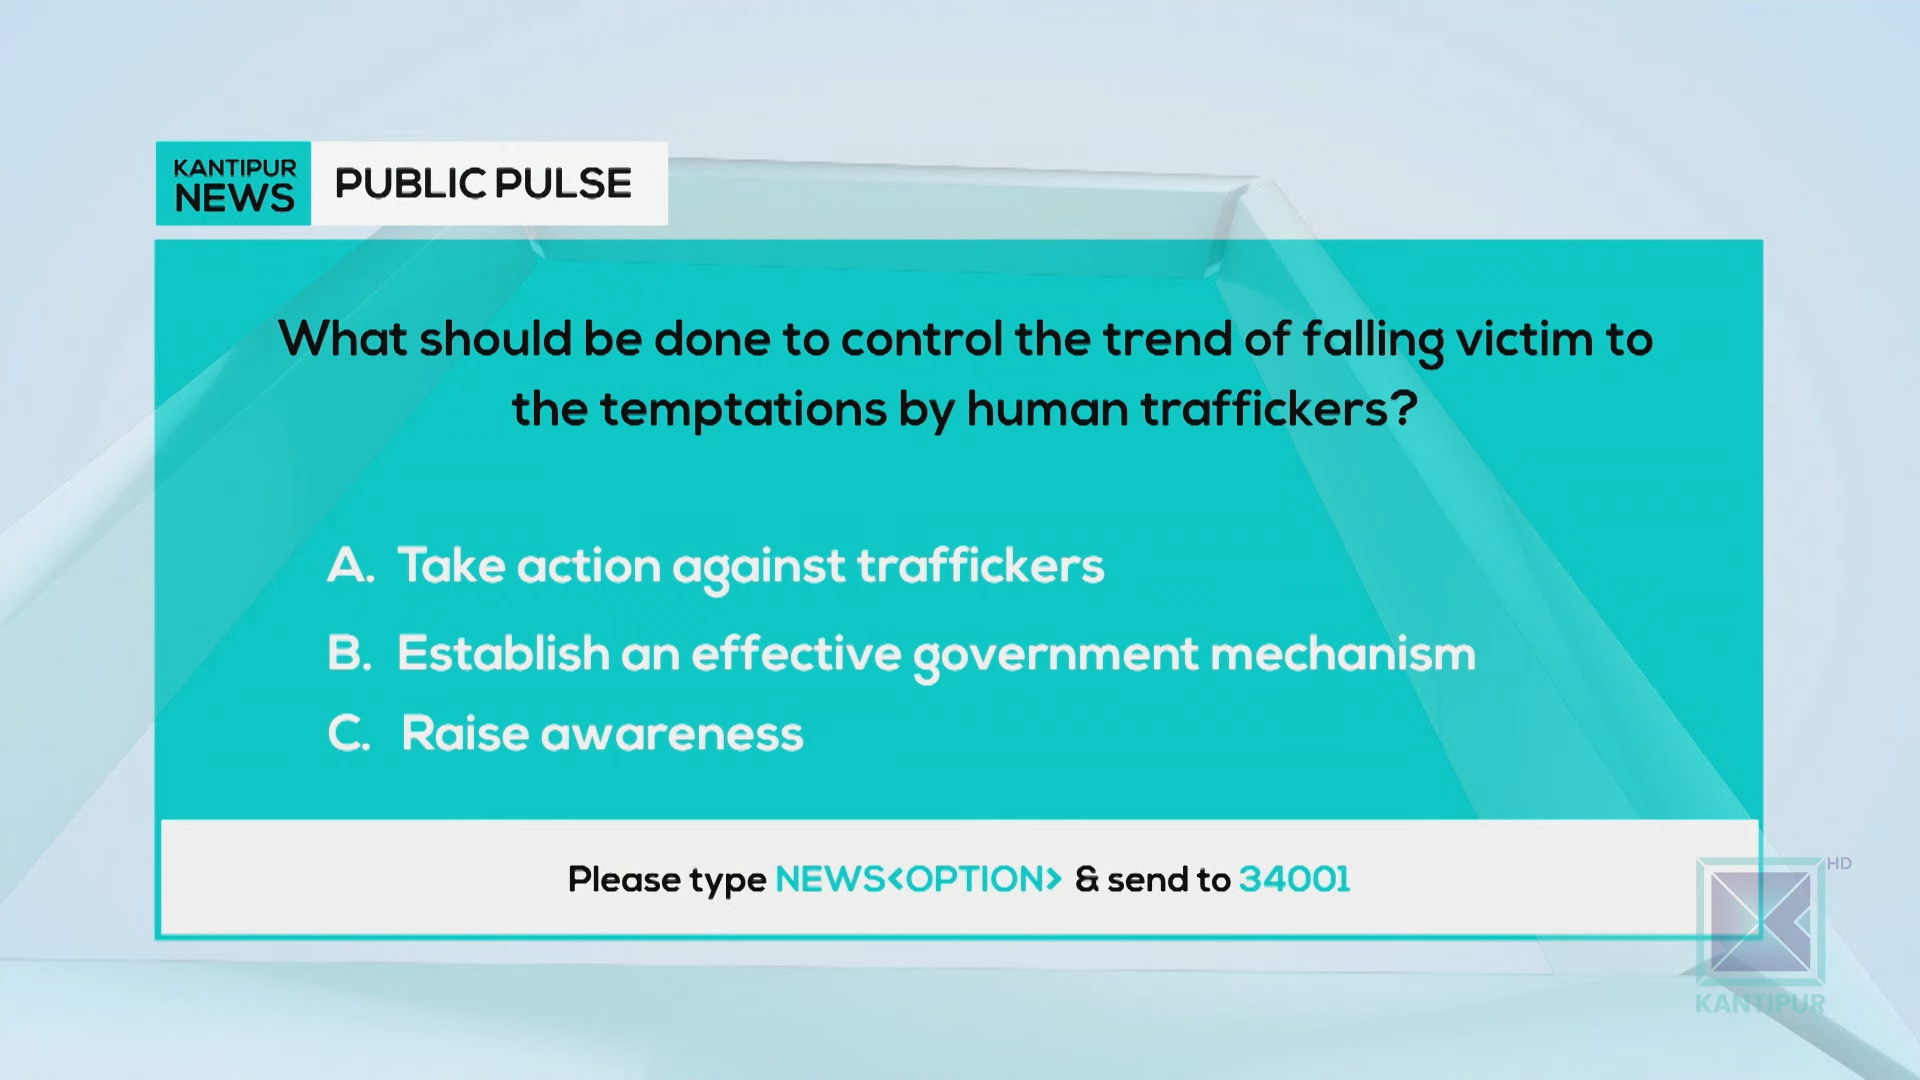 KANTIPUR
NEWS
PUBLIC PULSE
What should be done to control the trend of falling victim to
the temptations by human traffickers?
A. Take action against traffickers
B. Establish an effective government mechanism
C. Raise awareness
Please type NEWS<OPTION> & send to 34001
HD
KANTIPUR